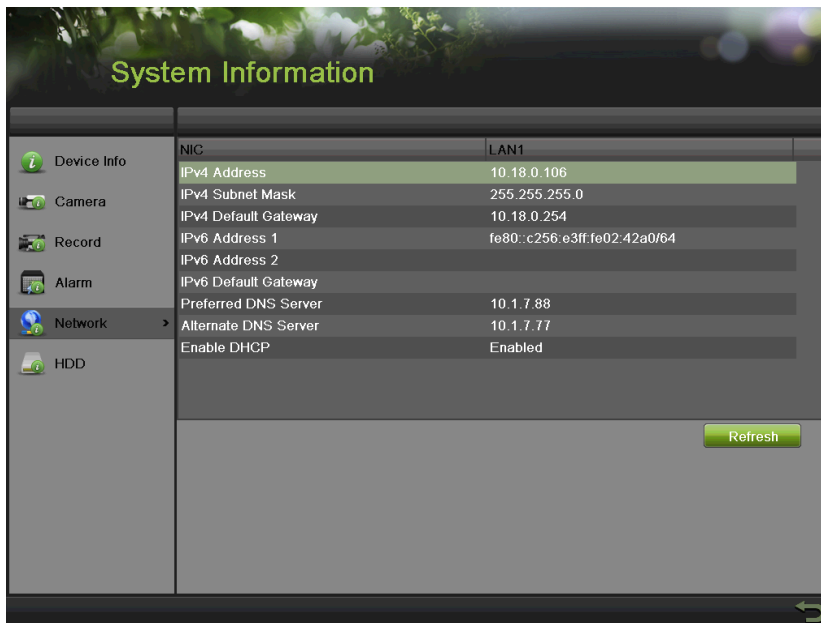 System Information
NIC LAN1
Device Info
IPv4 Address 10.18.0.106
IPv4 Subnet Mask 255.255.255.0
Camera
IPv4 Default Gateway 10.18.0.254
IPv6 Address 1 fe80::c256:e3ff:fe02:42a0/64
Record
IPv6 Address 2
Alarm
IPv6 Default Gateway
Preferred DNS Server 10.1.7.88
Network >
Alternate DNS Server 10.1.7.77
Enable DHCP Enabled
HDD
Refresh